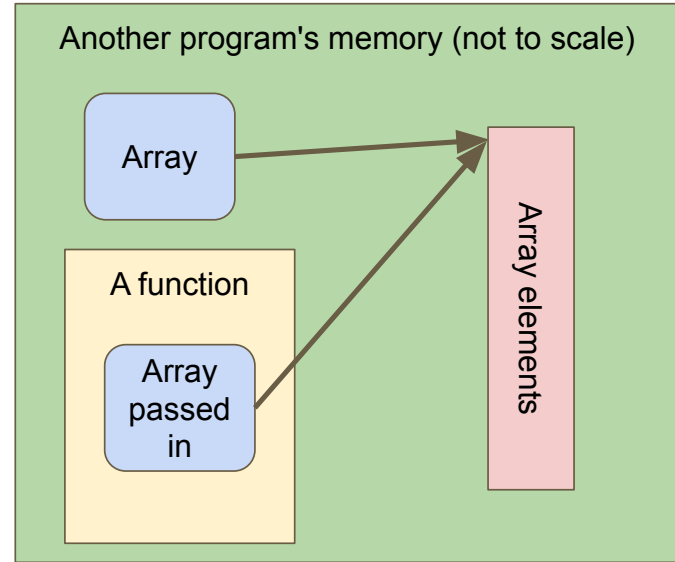 Another program's memory (not to scale)
Array
A function
Array
passed
in
Array elements